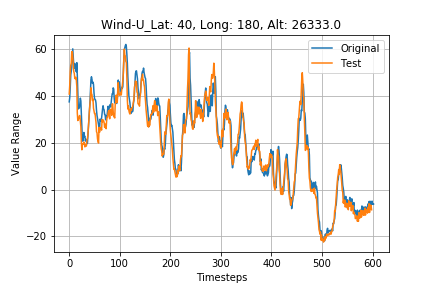 Wind-U_Lat: 40, Long: 180, Alt: 26333.0
Original
Test
Value Range
60
40
20
0
−20
0 100 200 300 400 500 600
Timesteps